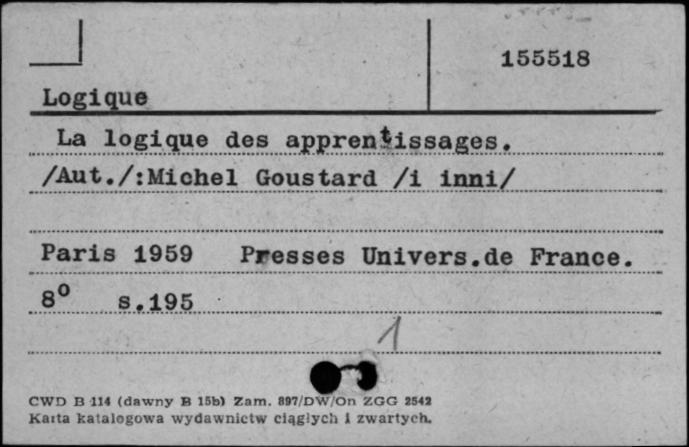 155518
Logique
La logique des apprentissages.
/Aut./:Michel Goustard /i inni/
Paris 1959 Presses Univers.de France.
8° s.195
1
CWD B 114 (dawny B 15b) Zam. 897/DW/On ZGG 2542
Karta katalogowa wydawnictw ciągłych i zwartych.